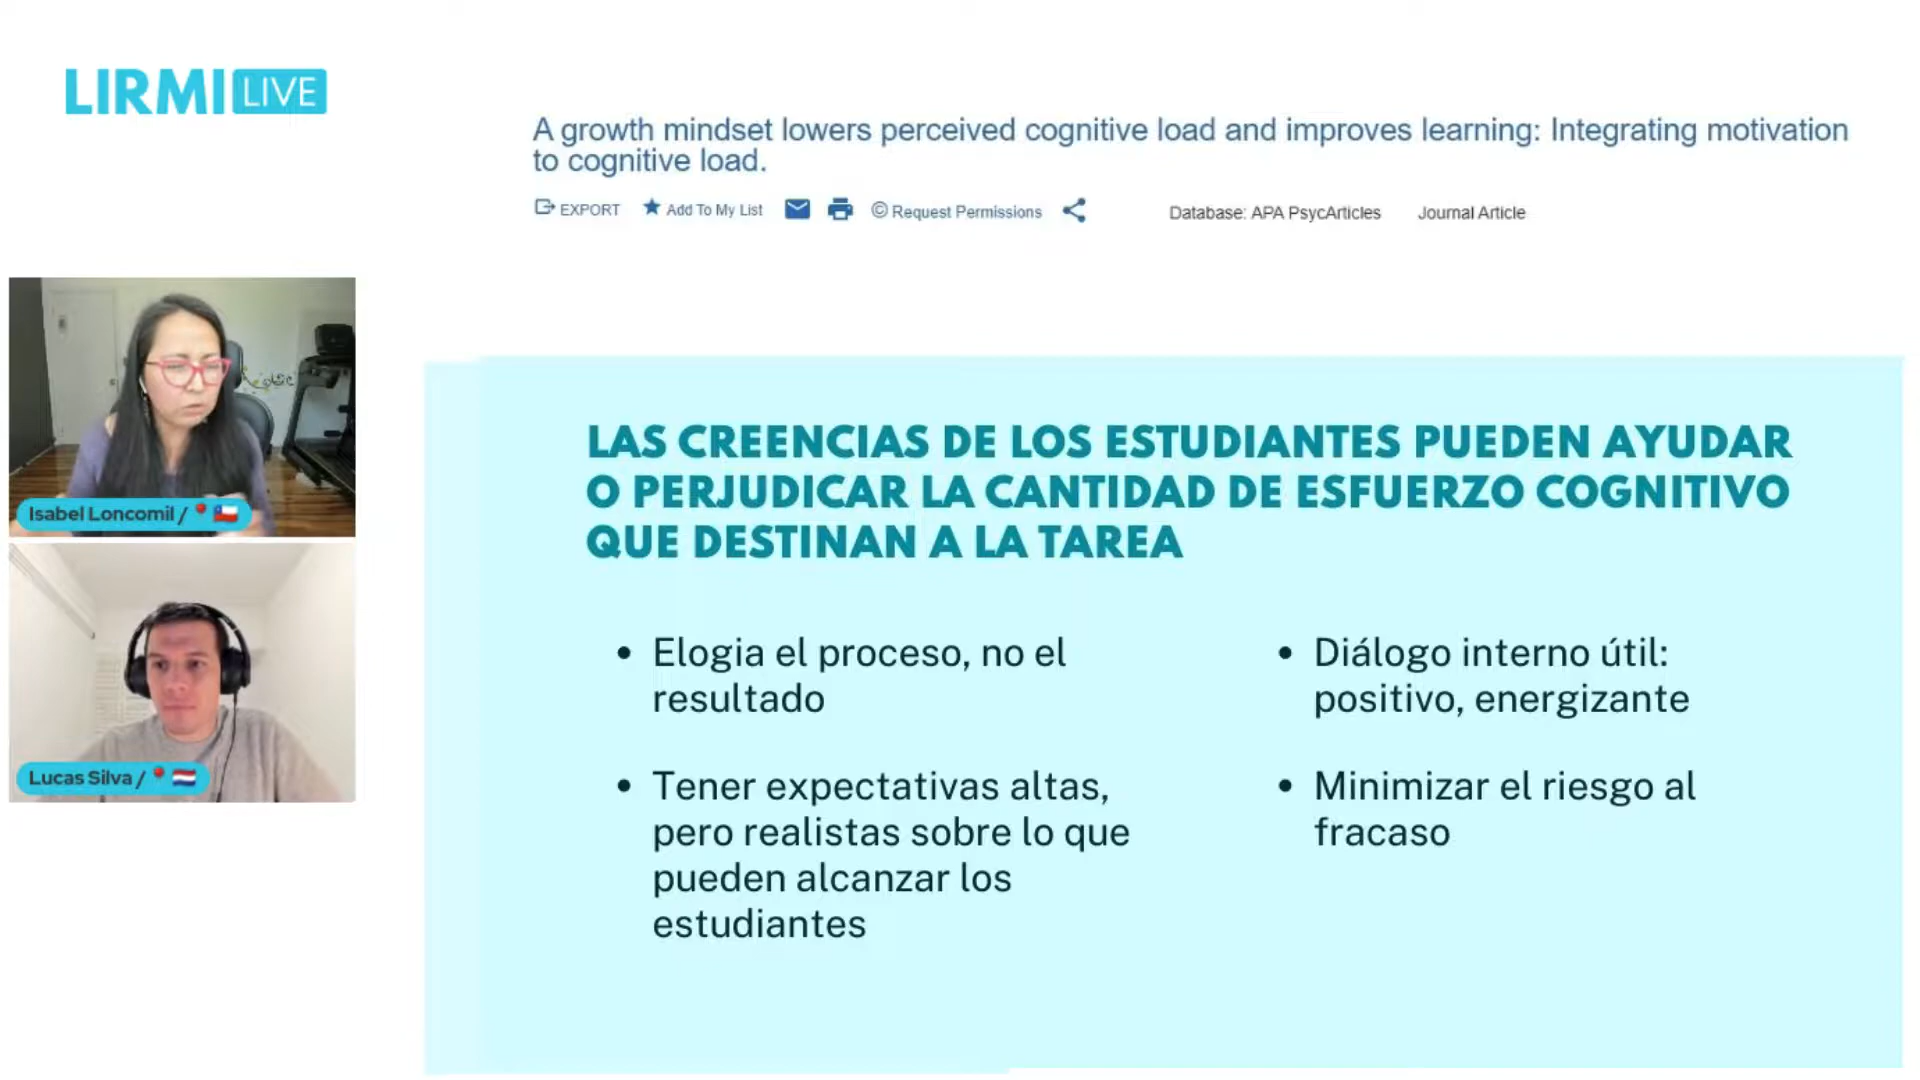 LIRMI LIVE
A growth mindset lowers perceived cognitive load and improves learning: Integrating motivation
to cognitive load.
EXPORT Add To My List © Request Permissions Database: APA PsycArticles Journal Article
Isabel Loncomil /
Lucas Silva /
LAS CREENCIAS DE LOS ESTUDIANTES PUEDEN AYUDAR
O PERJUDICAR LA CANTIDAD DE ESFUERZO COGNITIVO
QUE DESTINAN A LA TAREA
• Elogia el proceso, no el
resultado
• Tener expectativas altas,
pero realistas sobre lo que
pueden alcanzar los
estudiantes
• Diálogo interno útil:
positivo, energizante
• Minimizar el riesgo al
fracaso